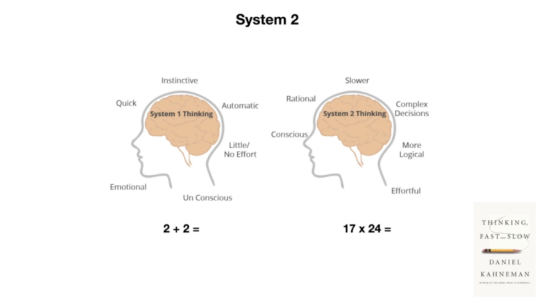 System 2
Instinctive
Quick
Automatic
System 1 Thinking
Little/
No Effort
Emotional
Un Conscious
2 + 2 =
Slower
Rational
Complex
Decisions
System 2 Thinking
Conscious
More
Logical
Effortful
17 x 24 =
THINKING,
FAST AND SLOW
DANIEL
KAHNEMAN